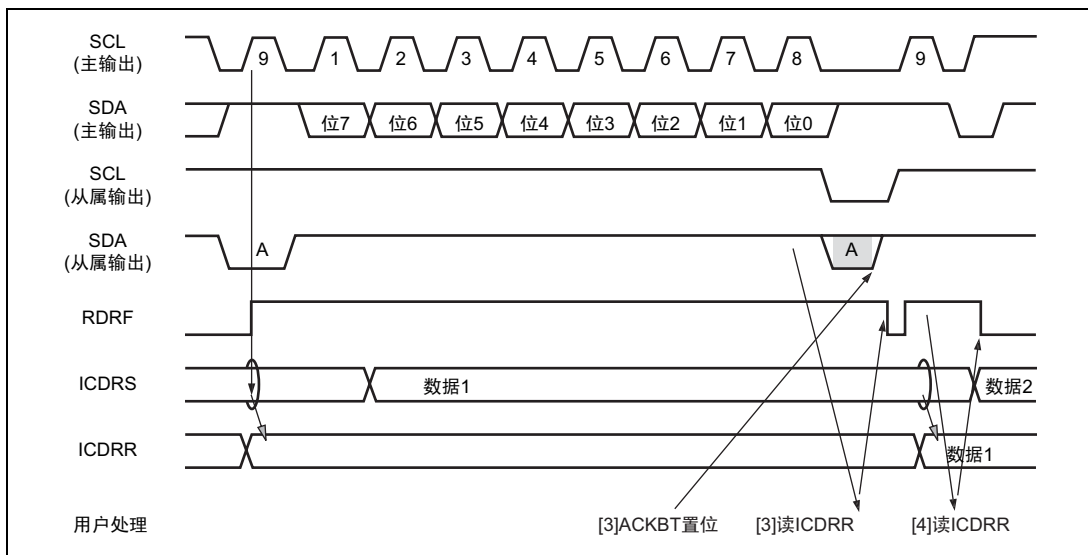 SCL
(主输出)
9 1 2 3 4 5 6 7 8 9
SDA
(主输出)
位7 位6 位5 位4 位3 位2 位1 位0
SCL
(从属输出)
SDA
(从属输出)
A A
RDRF
ICDRS
数据1 数据2
ICDRR
数据1
用户处理
[3]ACKBT置位 [3]读ICDRR [4]读ICDRR